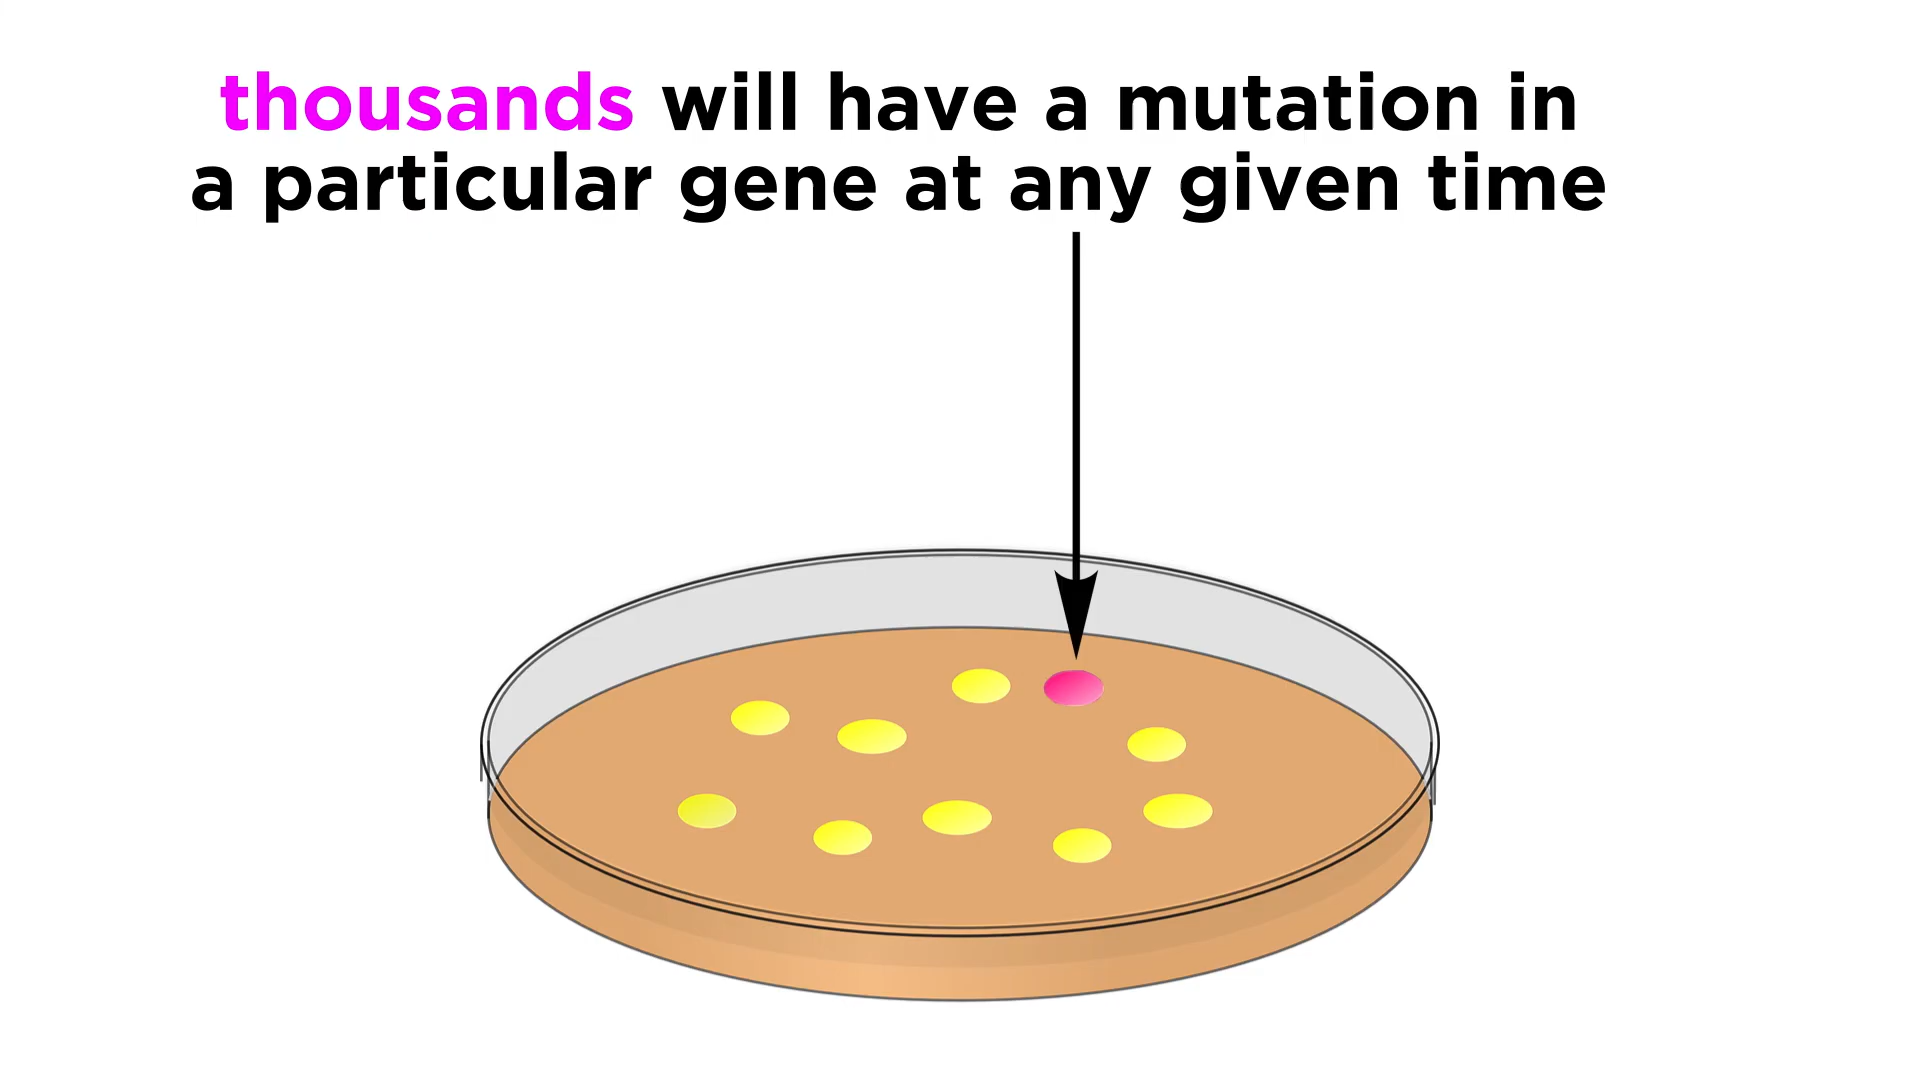 thousands will have a mutation in
a particular gene at any given time